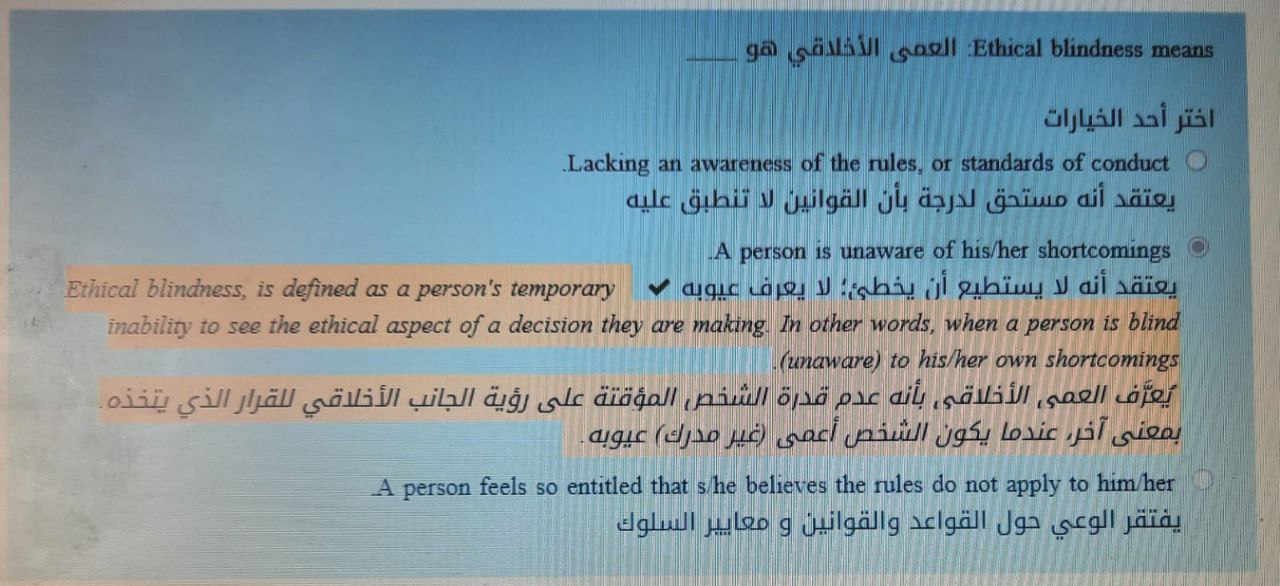 Ethical blindness means: العمى الأخلاقي هو ____
اختر أحد الخيارات
Lacking an awareness of the rules, or standards of conduct.
يعتقد أنه مستحق لدرجة بأن القوانين لا تنطبق عليه
A person is unaware of his/her shortcomings.
يعتقد أنه لا يستطيع أن يخطئ؛ لا يعرف عيوبه ✔ Ethical blindness, is defined as a person's temporary
inability to see the ethical aspect of a decision they are making. In other words, when a person is blind
(unaware) to his/her own shortcomings.
يُعرَّف العمى الأخلاقي بأنه عدم قدرة الشخص المؤقتة على رؤية الجانب الأخلاقي للقرار الذي يتخذه.
بمعنى آخر، عندما يكون الشخص أعمى (غير مدرك) عيوبه.
A person feels so entitled that s/he believes the rules do not apply to him/her.
يفتقر الوعي حول القواعد والقوانين و معايير السلوك